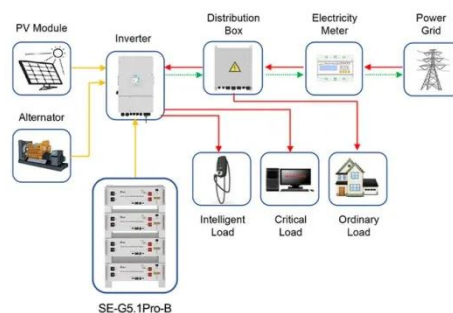 PV Module
Inverter
Distribution
Box
Electricity
Meter
Power
Grid
Alternator
Intelligent
Load
Critical
Load
Ordinary
Load
SE-G5.1Pro-B